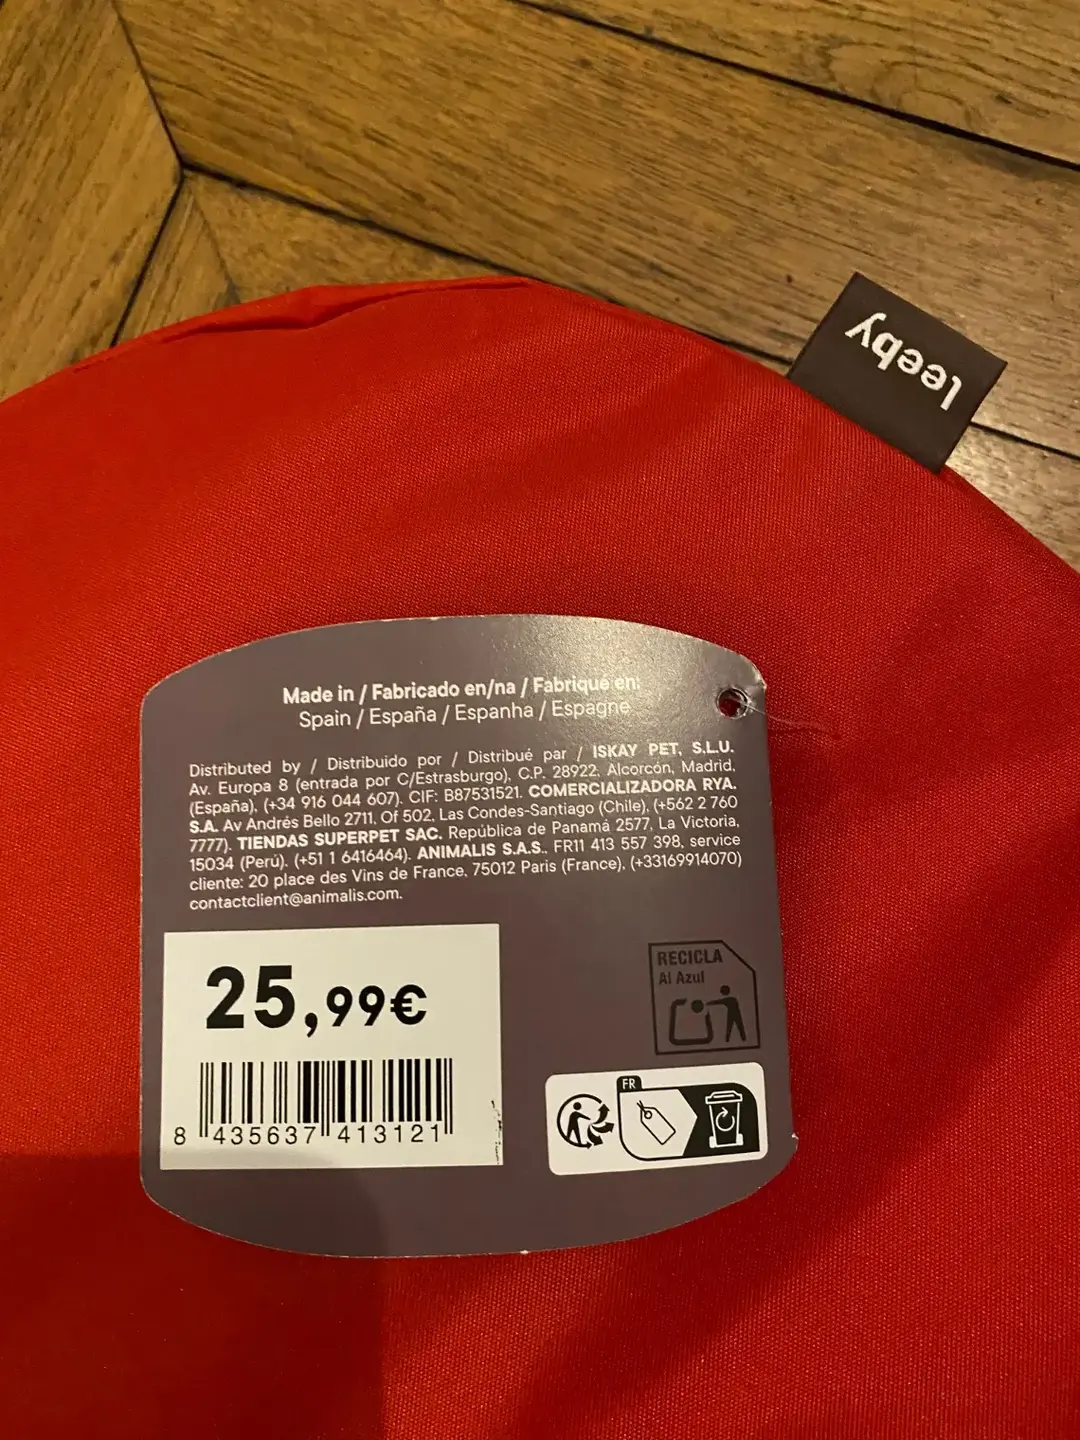 leeby
Made in / Fabricado en/na / Fabriqué en:
Spain / España / Espanha / Espagne
Distributed by / Distribuido por / Distribué par / ISKAY PET, S.L.U.
Av. Europa 8 (entrada por C/Estrasburgo), C.P. 28922, Alcorcón, Madrid,
(España), (+34 916 044 607). CIF: B87531521. COMERCIALIZADORA RYA.
S.A. Av Andrés Bello 2711, Of 502, Las Condes-Santiago (Chile), (+562 2 760
7777). TIENDAS SUPERPET SAC. República de Panamá 2577, La Victoria,
15034 (Perú). (+51 1 6416464). ANIMALIS S.A.S.. FR11 413 557 398, service
cliente: 20 place des Vins de France, 75012 Paris (France), (+33169914070)
contactclient@animalis.com.
25,99€
8 435637 413121
RECICLA
Al Azul
FR